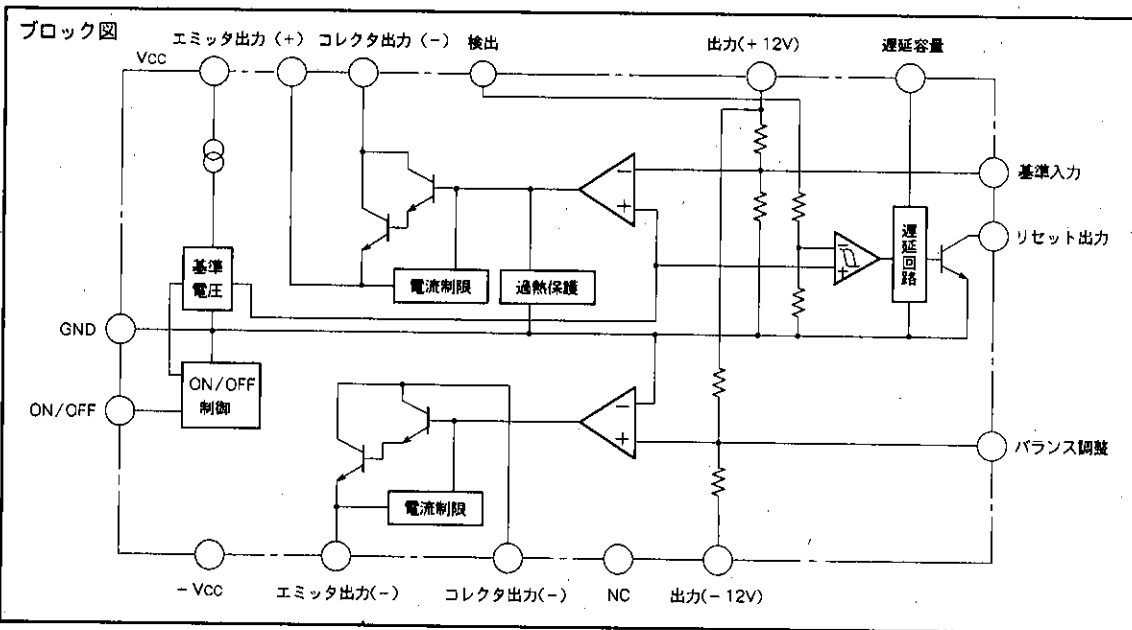 ブロック図
Vcc
エミッタ出力 (+)
コレクタ出力 (-)
検出
出力(+12V)
遅延容量
基準入力
リセット出力
基準
電圧
電流制限
過熱保護
遅延回路
GND
ON/OFF
制御
ON/OFF
バランス調整
電流制限
- Vcc
エミッタ出力(-)
コレクタ出力(-)
NC
出力(-12V)
-
+
-
+
-
+